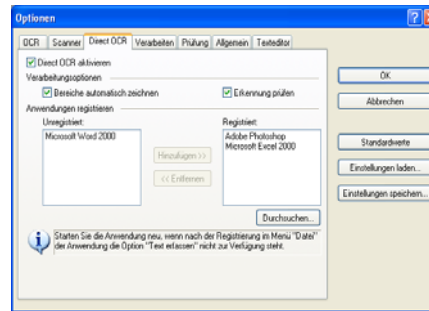 Optionen
OCR Scanner Direct OCR Verarbeiten Prüfung Allgemein Texteditor
Direct OCR aktivieren
Verarbeitungsoptionen
Bereiche automatisch zeichnen
Erkennung prüfen
Anwendungen registrieren
Unregistriert:
Microsoft Word 2000
Hinzufügen >>
<< Entfernen
Registriert:
Adobe Photoshop
Microsoft Excel 2000
Durchsuchen...
Starten Sie die Anwendung neu, wenn nach der Registrierung im Menü "Datei"
der Anwendung die Option "Text erfassen" nicht zur Verfügung steht.
OK
Abbrechen
Standardwerte
Einstellungen laden...
Einstellungen speichern...